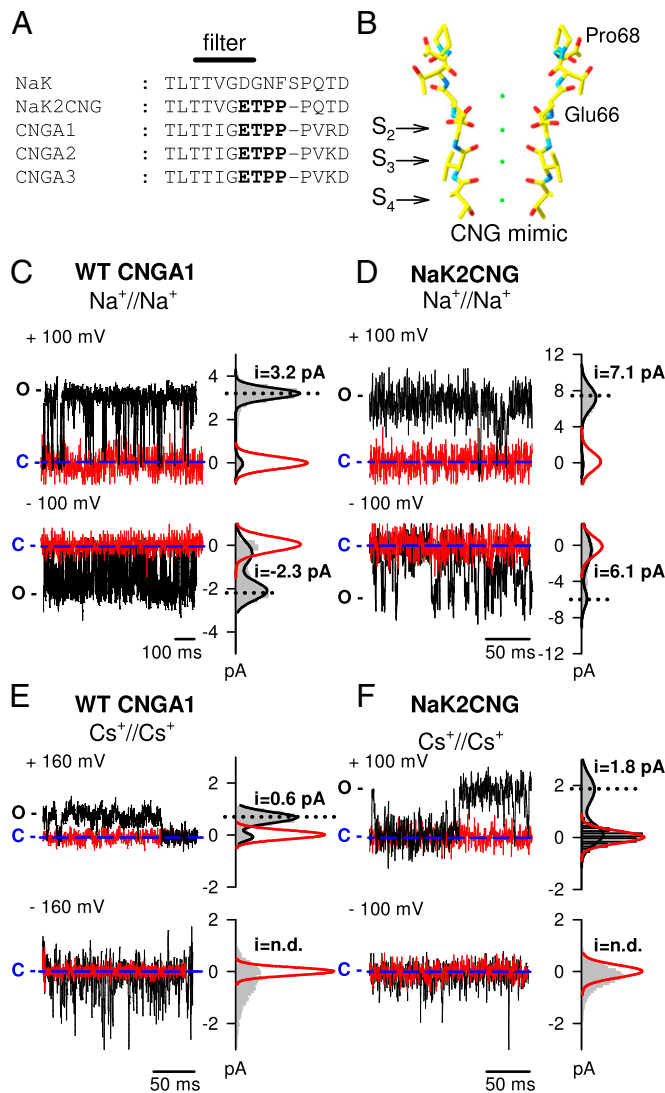 A
filter
NaK : TLTTVGDGNFSPQTD
NaK2CNG : TLTTVGETPP-PQTD
CNGA1 : TLTTIGETPP-PVRD
CNGA2 : TLTTIGETPP-PVKD
CNGA3 : TLTTIGETPP-PVKD
B
Pro68
Glu66
S2
S3
S4
CNG mimic
C
WT CNGA1
Na+//Na+
+ 100 mV
O -
C -
4
2
0
i=3.2 pA
- 100 mV
C -
O -
0
-2
-4
i=-2.3 pA
100 ms
pA
D
NaK2CNG
Na+//Na+
+ 100 mV
O -
C -
12
8
4
0
i=7.1 pA
- 100 mV
C -
O -
0
-4
-8
-12
i=6.1 pA
50 ms
pA
E
WT CNGA1
Cs+//Cs+
+ 160 mV
O -
C -
2
0
-2
i=0.6 pA
- 160 mV
C -
2
0
-2
i=n.d.
50 ms
pA
F
NaK2CNG
Cs+//Cs+
+ 100 mV
O -
C -
2
0
-2
i=1.8 pA
- 100 mV
C -
2
0
-2
i=n.d.
50 ms
pA